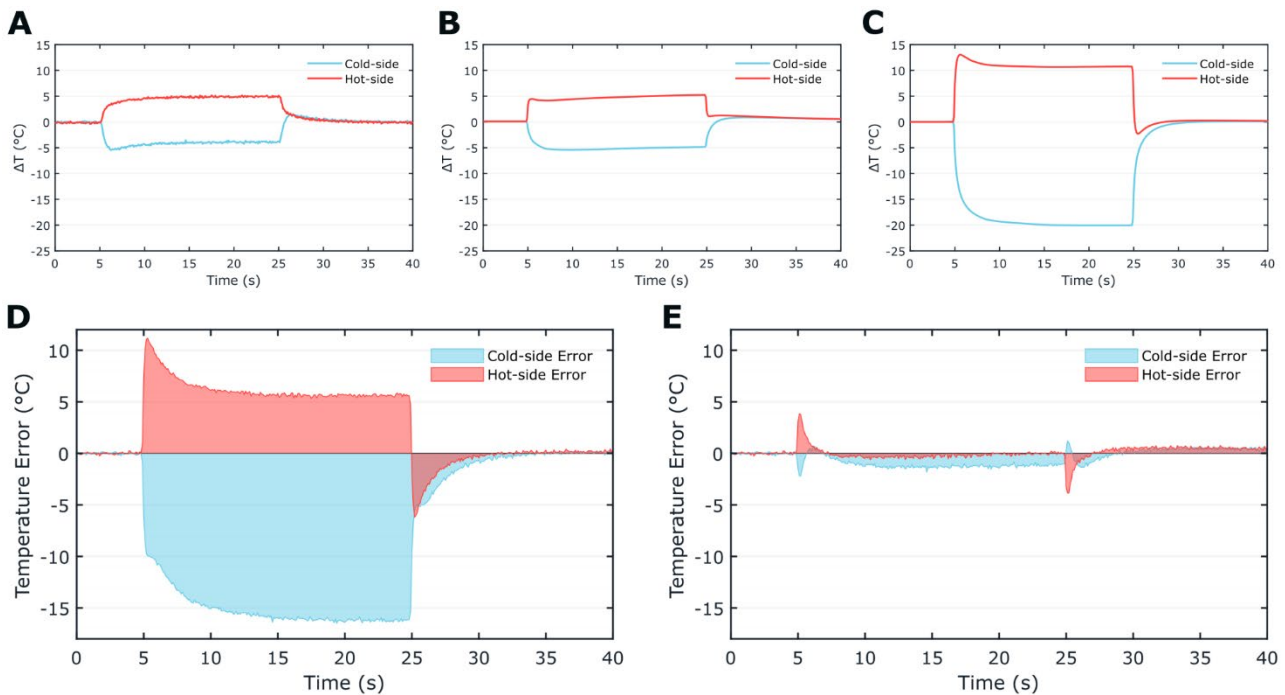 A
15
10
5
0
-5
-10
-15
-20
-25
ΔT (°C)
Cold-side
Hot-side
0 5 10 15 20 25 30 35 40
Time (s)
B
15
10
5
0
-5
-10
-15
-20
-25
ΔT (°C)
Cold-side
Hot-side
0 5 10 15 20 25 30 35 40
Time (s)
C
15
10
5
0
-5
-10
-15
-20
-25
ΔT (°C)
Cold-side
Hot-side
0 5 10 15 20 25 30 35 40
Time (s)
D
10
5
0
-5
-10
-15
Temperature Error (°C)
Cold-side Error
Hot-side Error
0 5 10 15 20 25 30 35 40
Time (s)
E
10
5
0
-5
-10
-15
Temperature Error (°C)
Cold-side Error
Hot-side Error
0 5 10 15 20 25 30 35 40
Time (s)